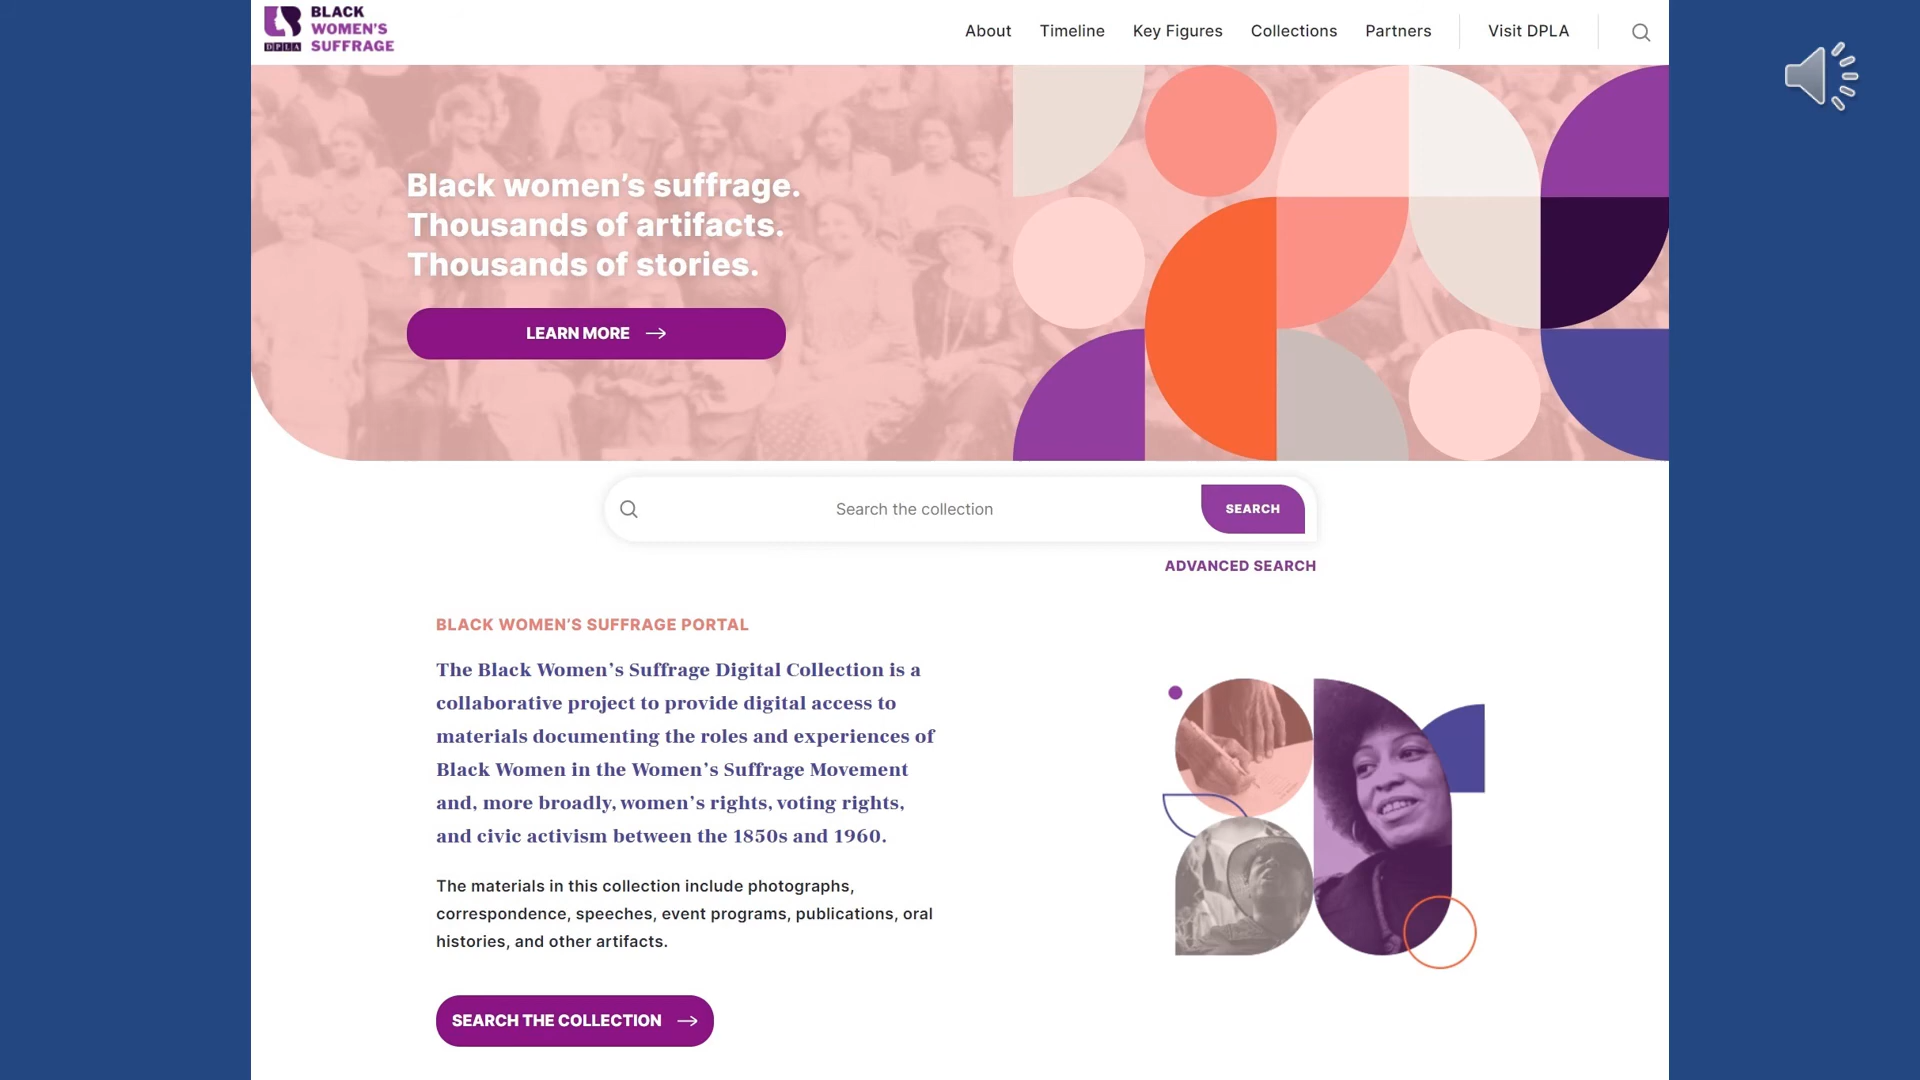 BLACK
WOMEN'S
SUFFRAGE
DPLA
About Timeline Key Figures Collections Partners Visit DPLA
Black women's suffrage.
Thousands of artifacts.
Thousands of stories.
LEARN MORE →
Search the collection SEARCH
ADVANCED SEARCH
BLACK WOMEN'S SUFFRAGE PORTAL
The Black Women's Suffrage Digital Collection is a
collaborative project to provide digital access to
materials documenting the roles and experiences of
Black Women in the Women's Suffrage Movement
and, more broadly, women's rights, voting rights,
and civic activism between the 1850s and 1960.
The materials in this collection include photographs,
correspondence, speeches, event programs, publications, oral
histories, and other artifacts.
SEARCH THE COLLECTION →